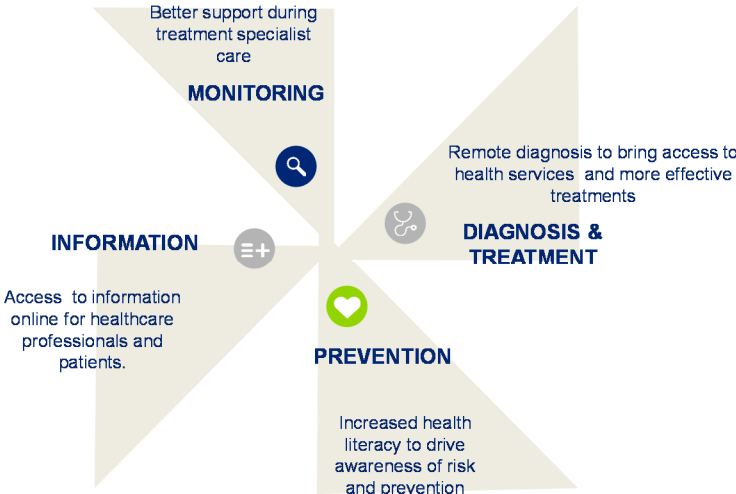 Better support during
treatment specialist
care
MONITORING
Remote diagnosis to bring access to
health services and more effective
treatments
DIAGNOSIS &
TREATMENT
INFORMATION
Access to information
online for healthcare
professionals and
patients.
PREVENTION
Increased health
literacy to drive
awareness of risk
and prevention